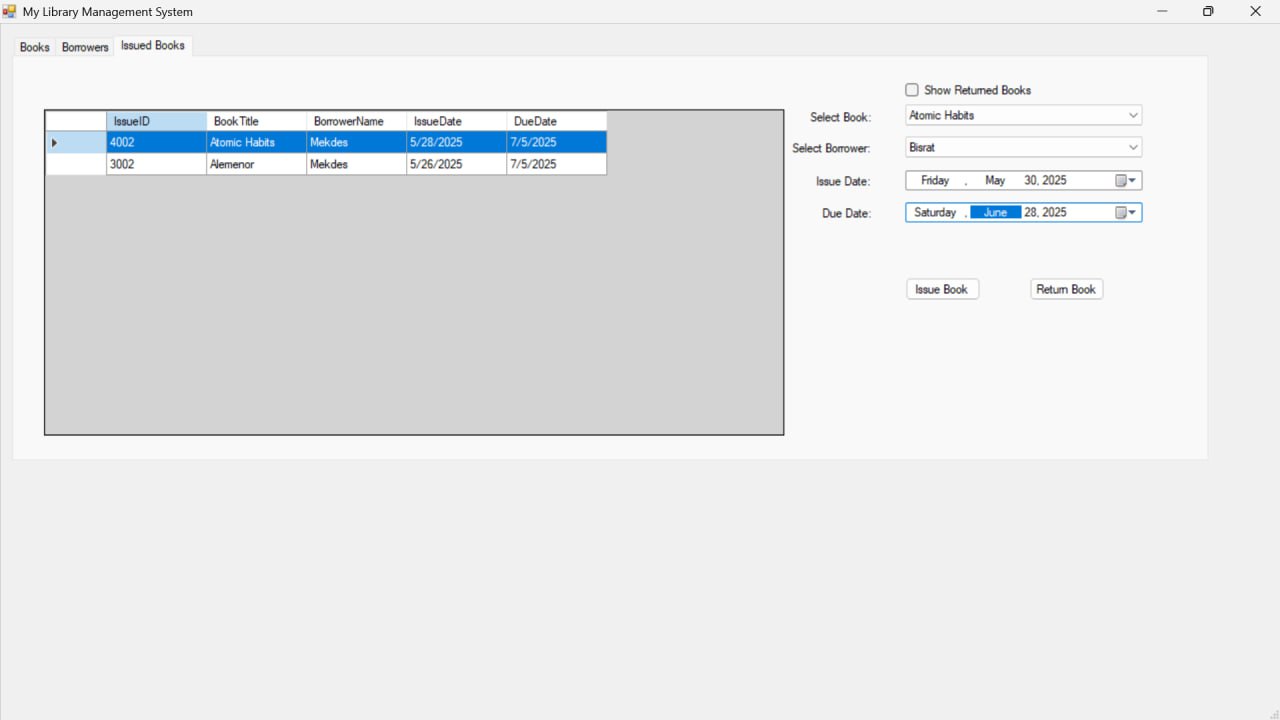 My Library Management System
Books Borrowers Issued Books
Show Returned Books
IssueID BookTitle BorrowerName IssueDate DueDate
4002 Atomic Habits Mekdes 5/28/2025 7/5/2025
3002 Alemenor Mekdes 5/26/2025 7/5/2025
Select Book: Atomic Habits
Select Borrower: Bisrat
Issue Date: Friday , May 30, 2025
Due Date: Saturday , June 28, 2025
Issue Book Return Book